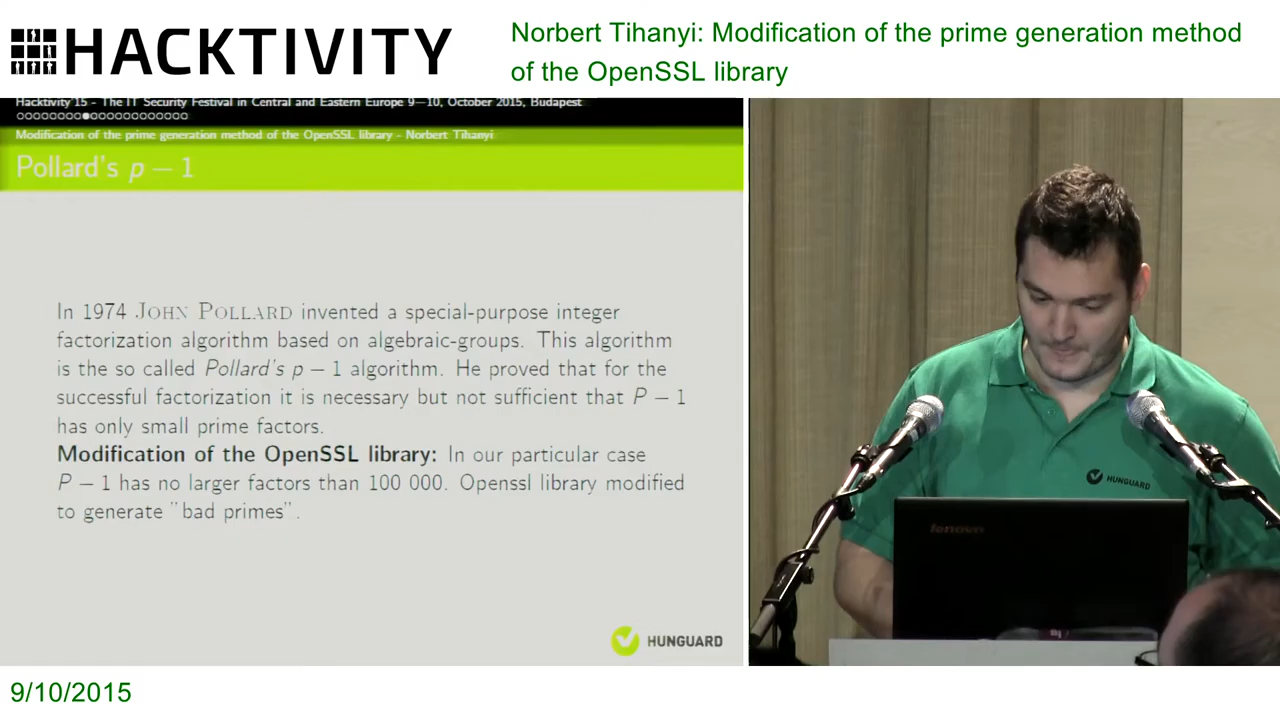 HACKTIVITY
Norbert Tihanyi: Modification of the prime generation method
of the OpenSSL library
Hacktivity'15 - The IT Security Festival in Central and Eastern Europe 9—10, October 2015, Budapest
Modification of the prime generation method of the OpenSSL library - Norbert Tihanyi
Pollard's p − 1
In 1974 JOHN POLLARD invented a special-purpose integer
factorization algorithm based on algebraic-groups. This algorithm
is the so called Pollard's p − 1 algorithm. He proved that for the
successful factorization it is necessary but not sufficient that P − 1
has only small prime factors.
Modification of the OpenSSL library: In our particular case
P − 1 has no larger factors than 100 000. Openssl library modified
to generate "bad primes".
HUNGUARD
HUNGUARD
lenovo
9/10/2015